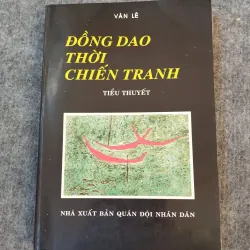 VĂN LÊ
ĐỒNG DAO
THỜI
CHIẾN TRANH
TIỂU THUYẾT
NHÀ XUẤT BẢN QUÂN ĐỘI NHÂN DÂN